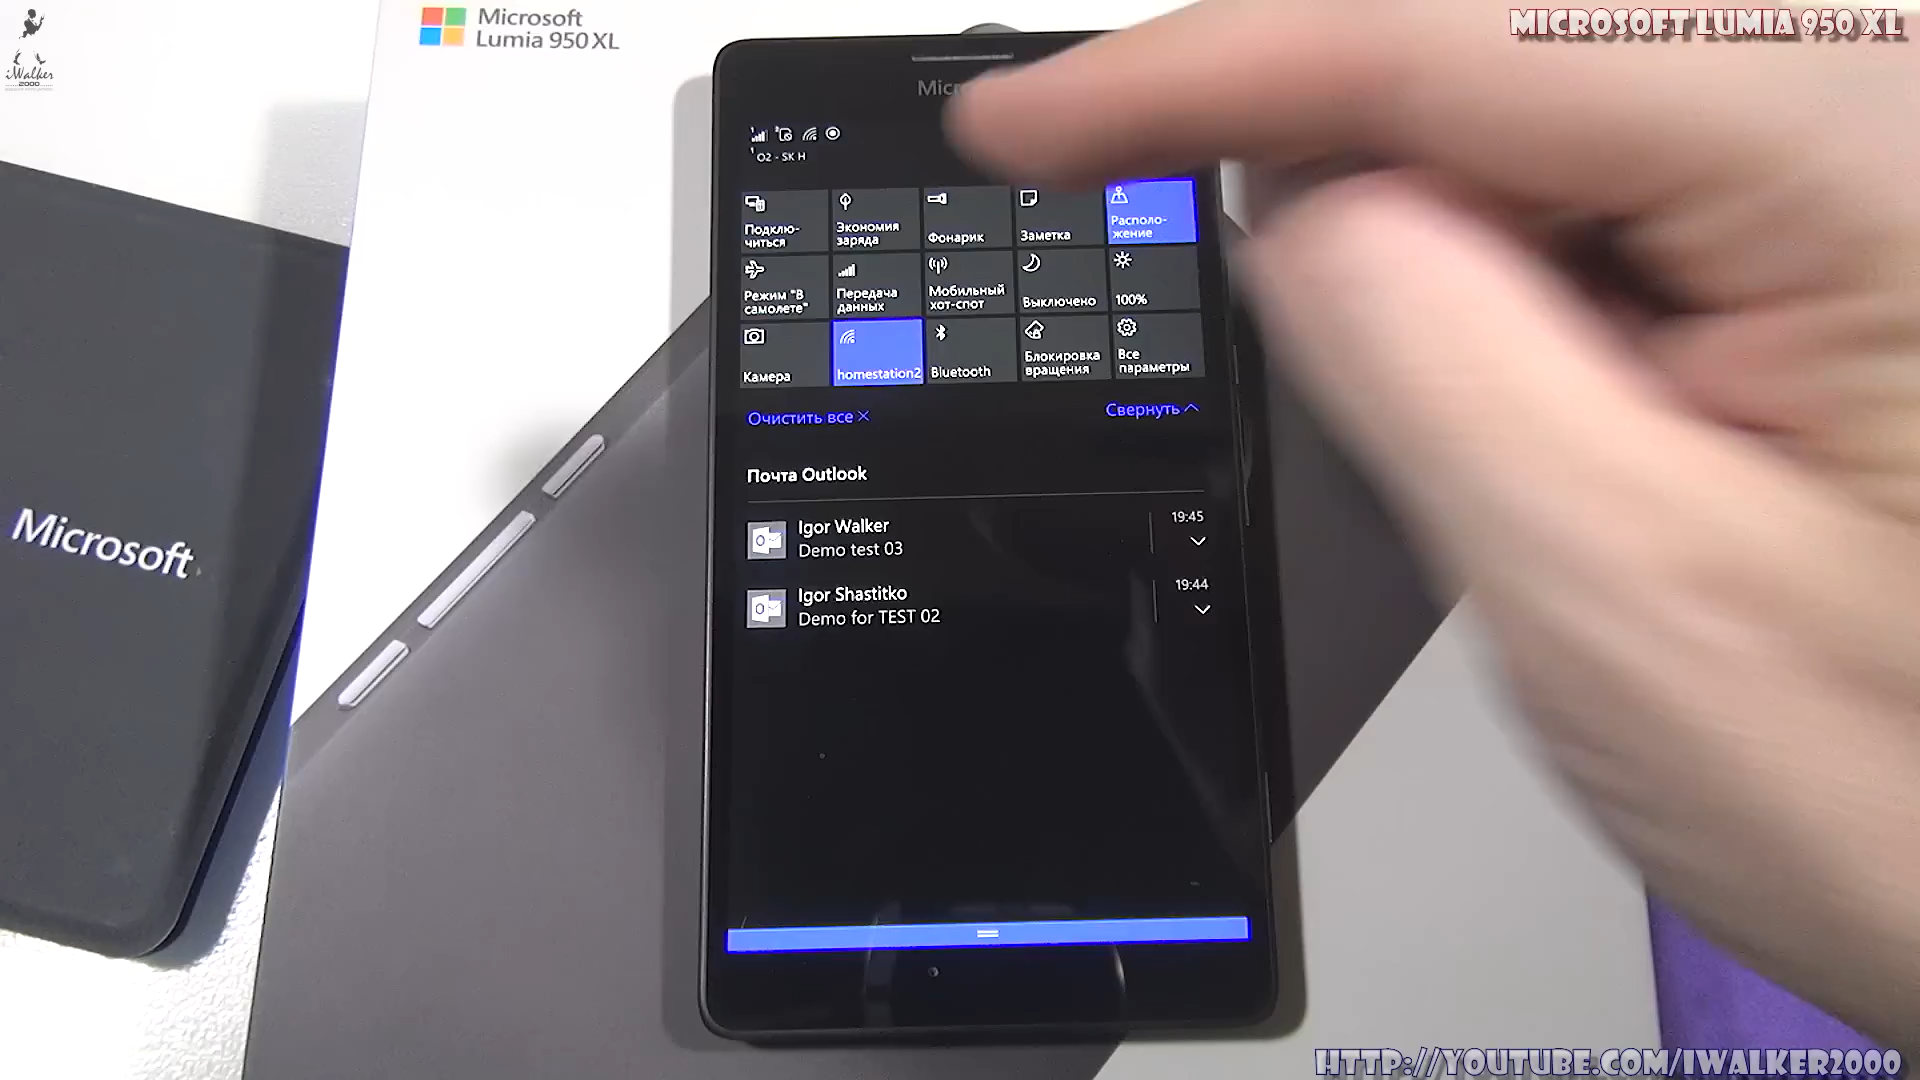 iWalker
2000
Microsoft
Lumia 950 XL
MICROSOFT LUMIA 950 XL
O2 - SK H
Подклю-
читься
Экономия
заряда
Фонарик
Заметка
Располо-
жение
Режим "В
самолете"
Передача
данных
Мобильный
хот-спот
Выключено
100%
Камера
homestation2
Bluetooth
Блокировка
вращения
Все
параметры
Очистить все
Свернуть
Почта Outlook
Igor Walker
19:45
Demo test 03
Igor Shastitko
19:44
Demo for TEST 02
Microsoft
HTTP://YOUTUBE.COM/IWALKER2000